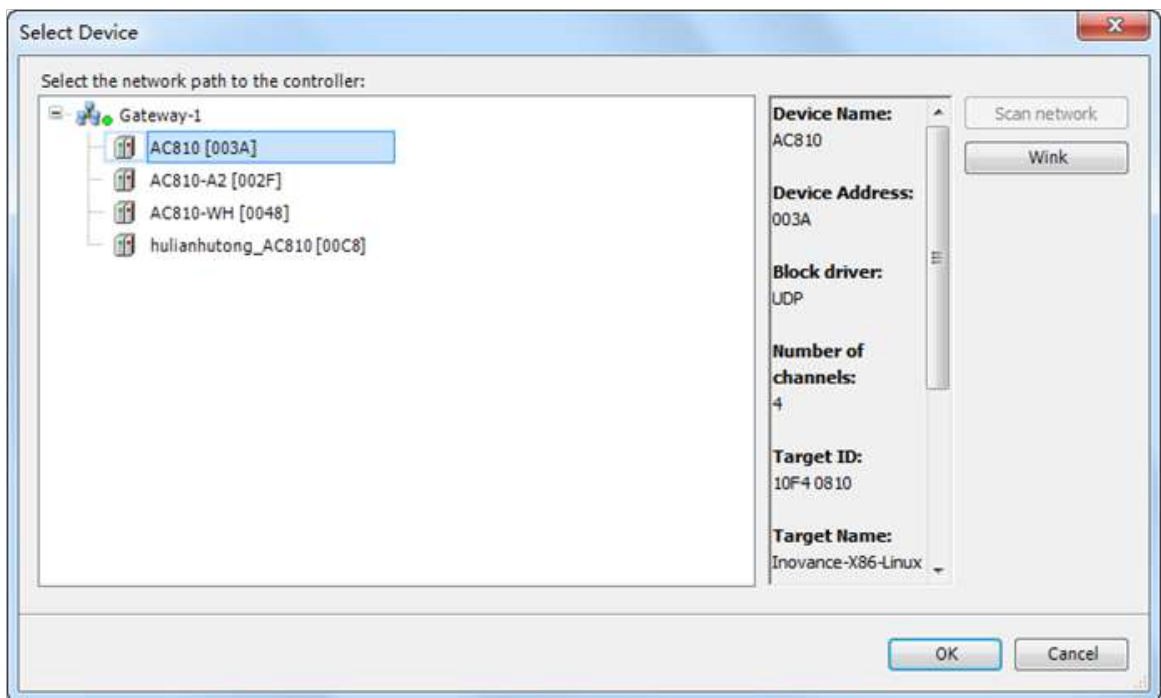 Select Device
Select the network path to the controller:
Gateway-1
AC810 [003A]
AC810-A2 [002F]
AC810-WH [0048]
hulianhutong_AC810 [00C8]
Device Name:
AC810
Device Address:
003A
Block driver:
UDP
Number of
channels:
4
Target ID:
10F4 0810
Target Name:
Inovance-X86-Linux
Scan network
Wink
OK
Cancel